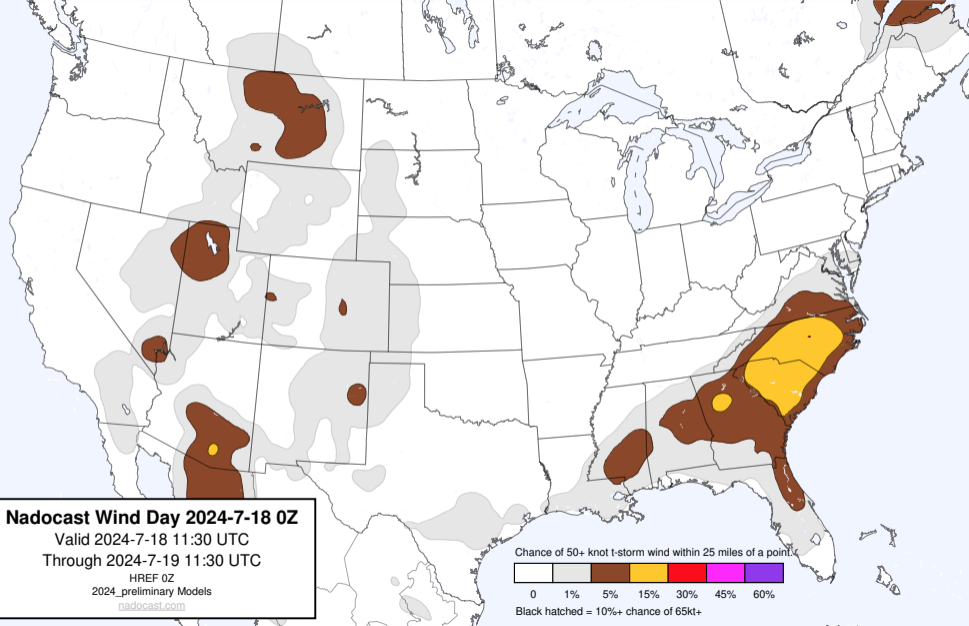 Nadocast Wind Day 2024-7-18 0Z
Valid 2024-7-18 11:30 UTC
Through 2024-7-19 11:30 UTC
HREF 0Z
2024_preliminary Models
nadocast.com
Chance of 50+ knot t-storm wind within 25 miles of a point.
0 1% 5% 15% 30% 45% 60%
Black hatched = 10%+ chance of 65kt+